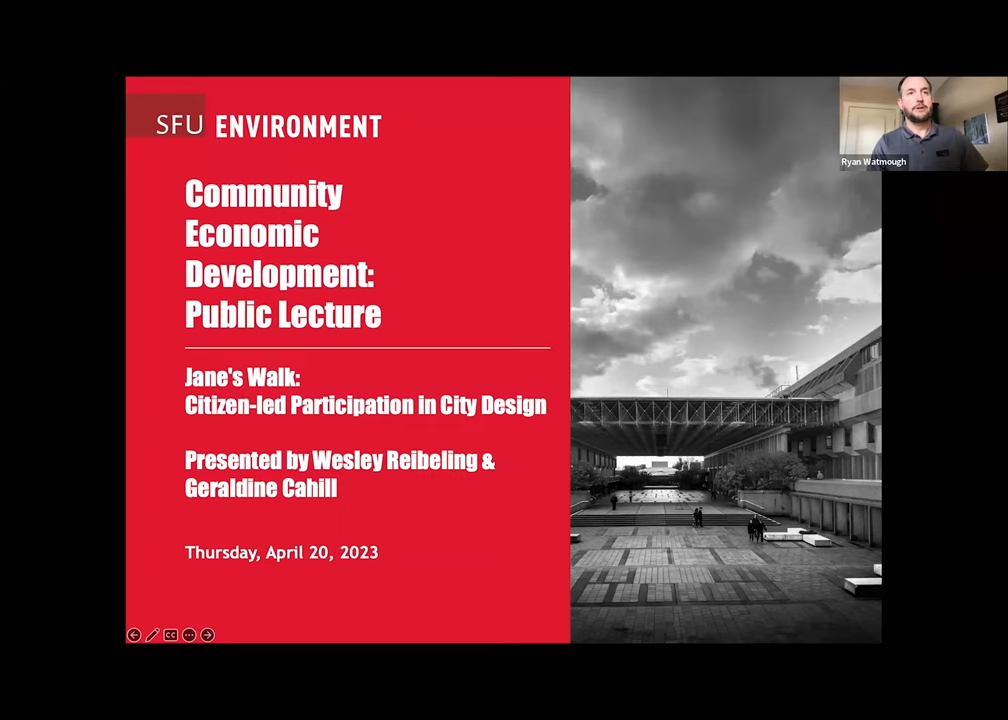 SFU ENVIRONMENT
Community
Economic
Development:
Public Lecture
Jane's Walk:
Citizen-led Participation in City Design
Presented by Wesley Reibeling &
Geraldine Cahill
Thursday, April 20, 2023
CC
Ryan Watmough